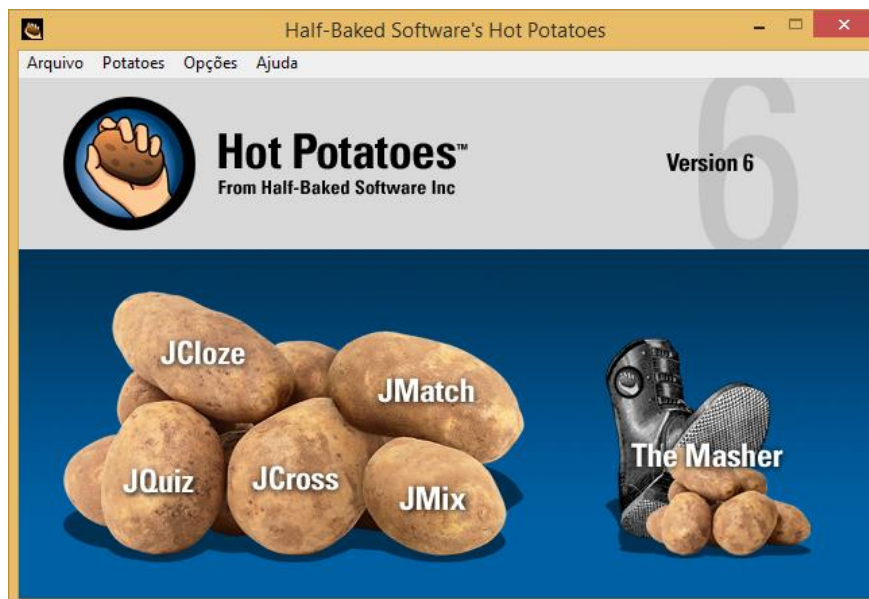 Half-Baked Software's Hot Potatoes
Arquivo Potatoes Opções Ajuda
Hot Potatoes™
From Half-Baked Software Inc
6
Version 6
JCloze
JMatch
JQuiz
JCross
JMix
The Masher